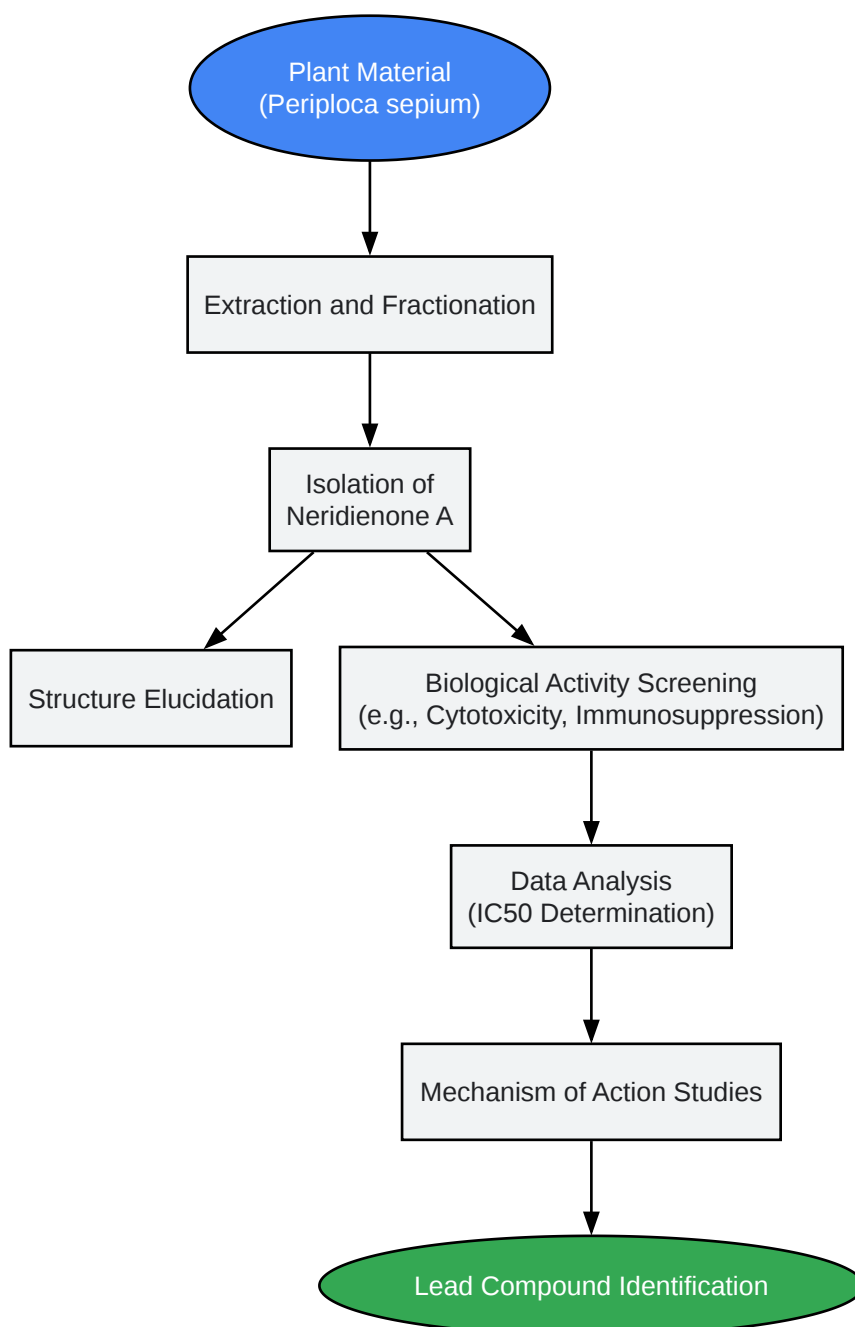 Plant Material
(Periploca sepium)
Extraction and Fractionation
Isolation of
Neridienone A
Structure Elucidation
Biological Activity Screening
(e.g., Cytotoxicity, Immunosuppression)
Data Analysis
(IC50 Determination)
Mechanism of Action Studies
Lead Compound Identification